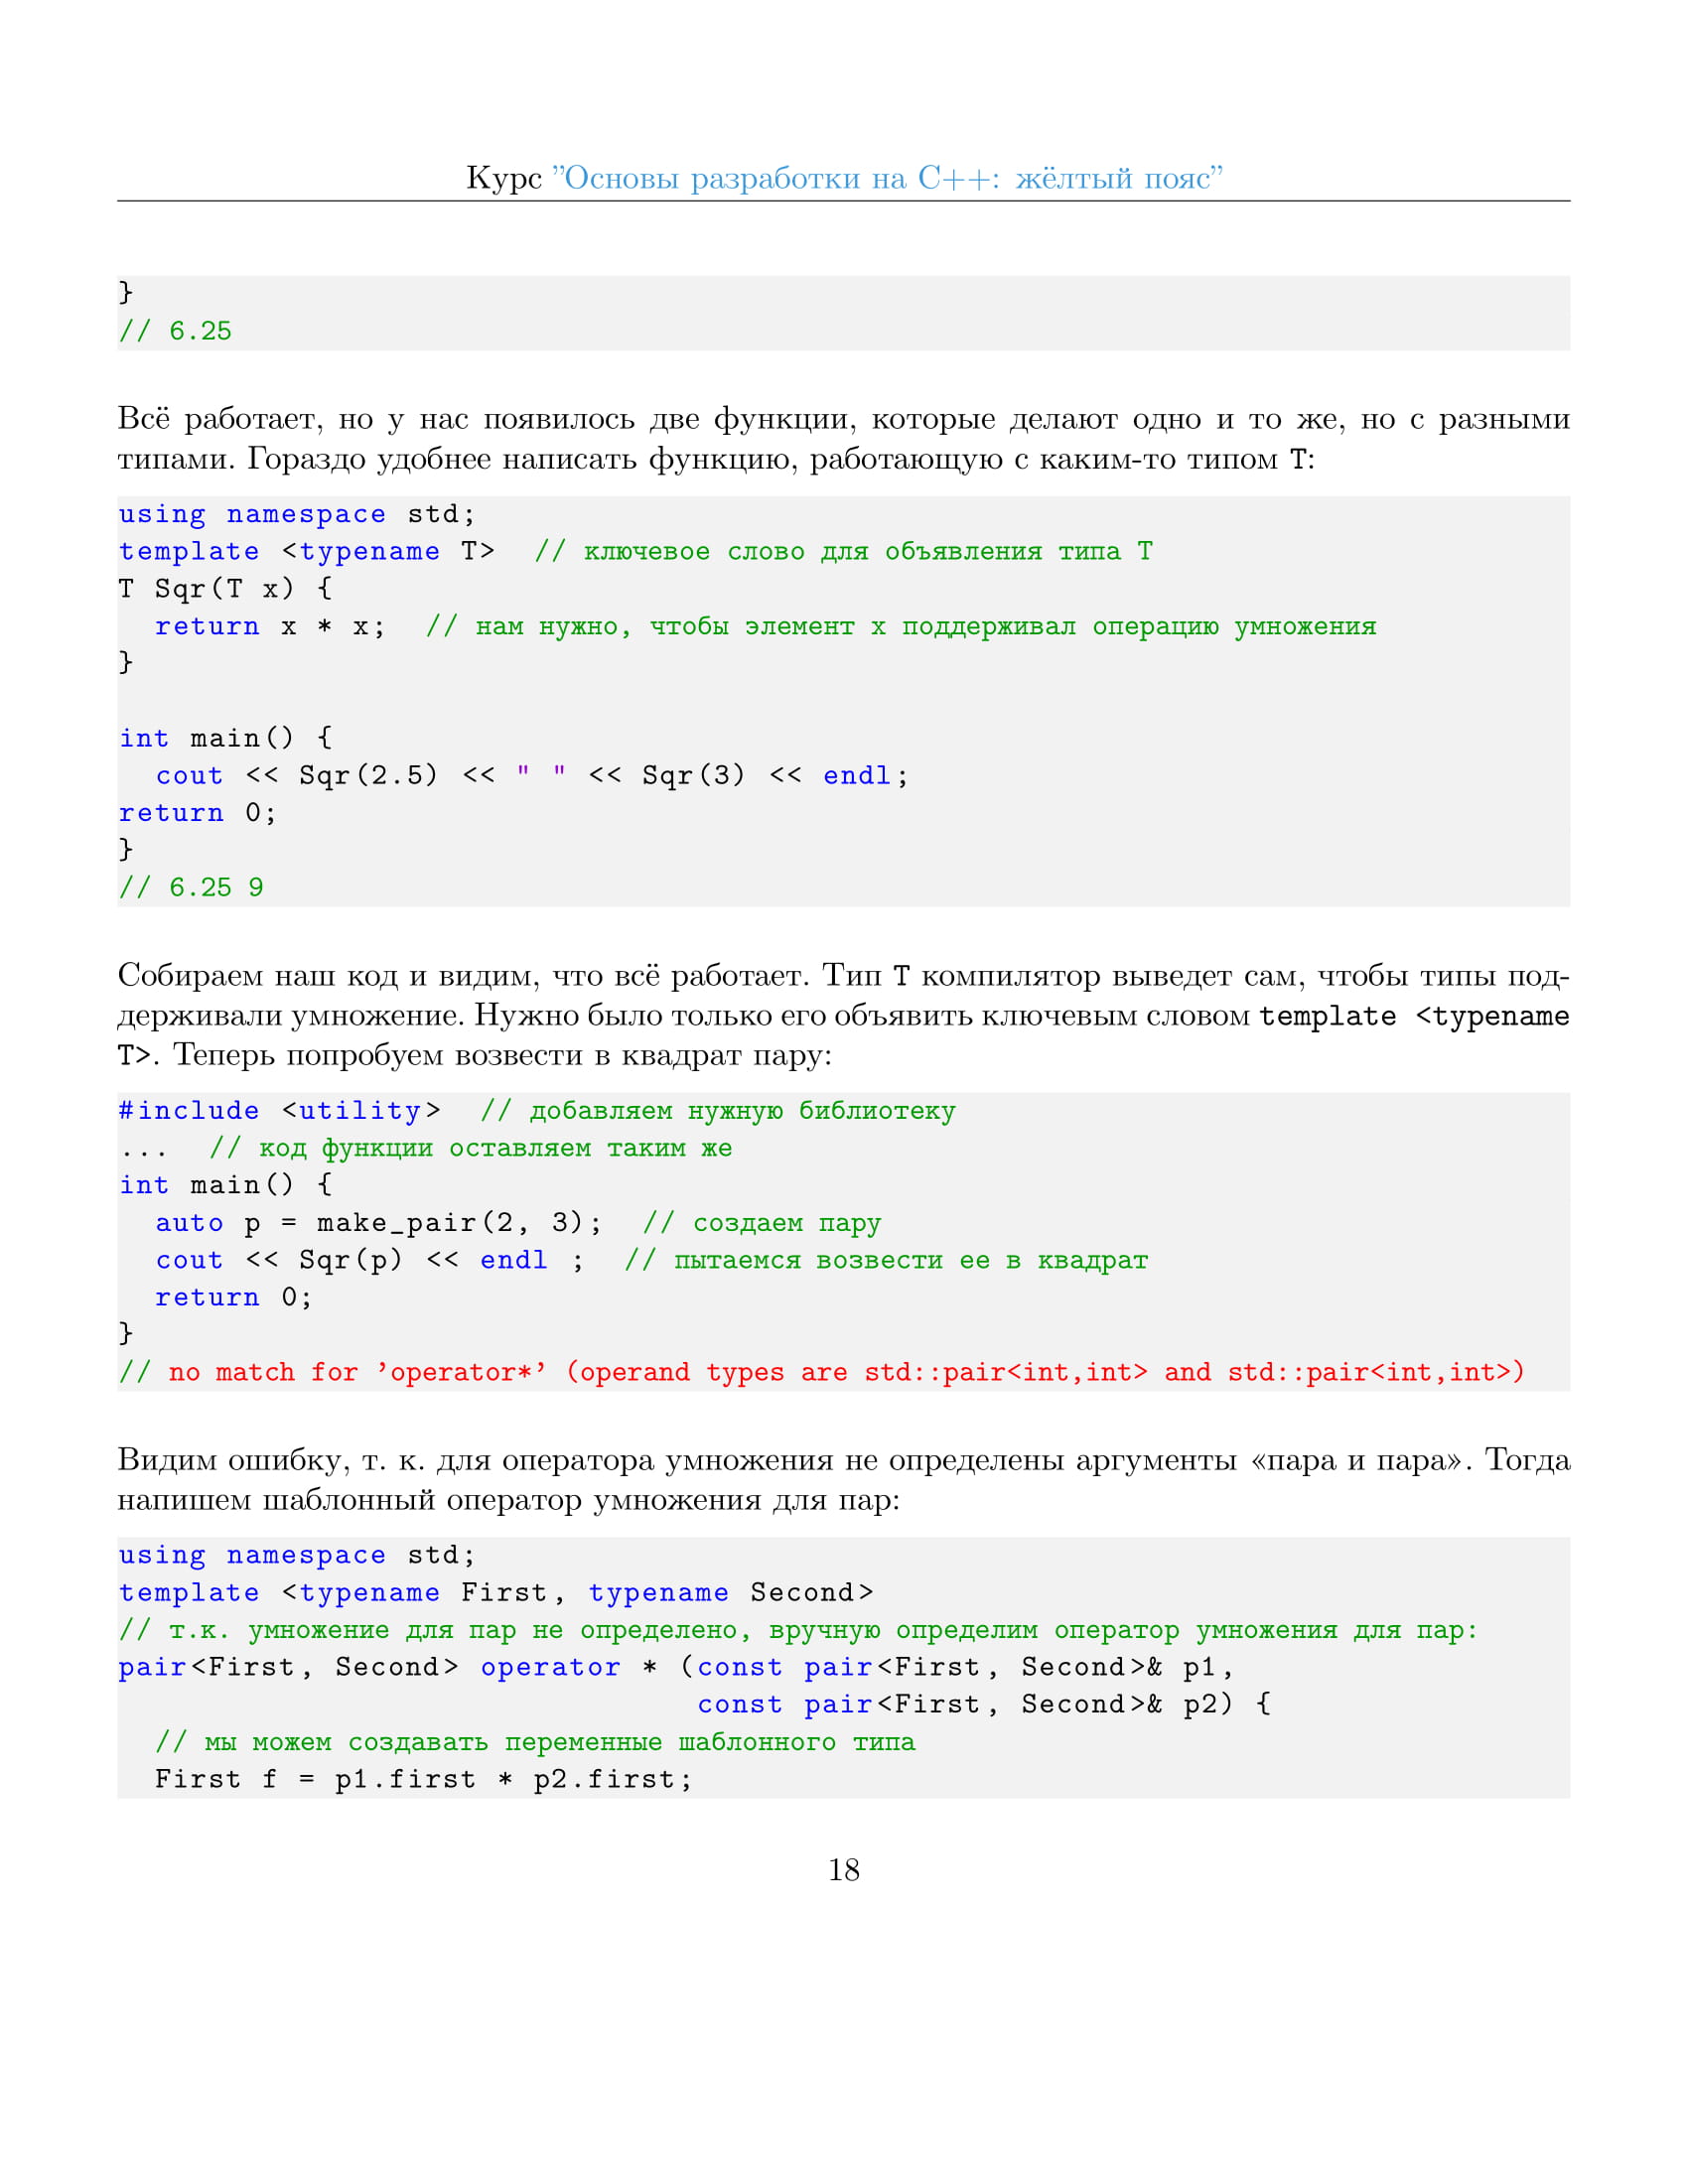 Курс ”Основы разработки на C++: жёлтый пояс”
}
// 6.25
Всё работает, но у нас появилось две функции, которые делают одно и то же, но с разными
типами. Гораздо удобнее написать функцию, работающую с каким-то типом T:
using namespace std;
template <typename T>  // ключевое слово для объявления типа T
T Sqr(T x) {
  return x * x;  // нам нужно, чтобы элемент x поддерживал операцию умножения
}
int main() {
  cout << Sqr(2.5) << " " << Sqr(3) << endl;
return 0;
}
// 6.25 9
Собираем наш код и видим, что всё работает. Тип T компилятор выведет сам, чтобы типы под-
держивали умножение. Нужно было только его объявить ключевым словом template <typename
T>. Теперь попробуем возвести в квадрат пару:
#include <utility>  // добавляем нужную библиотеку
...  // код функции оставляем таким же
int main() {
  auto p = make_pair(2, 3);  // создаем пару
  cout << Sqr(p) << endl ;  // пытаемся возвести ее в квадрат
  return 0;
}
// no match for ’operator*’ (operand types are std::pair<int,int> and std::pair<int,int>)
Видим ошибку, т. к. для оператора умножения не определены аргументы «пара и пара». Тогда
напишем шаблонный оператор умножения для пар:
using namespace std;
template <typename First, typename Second>
// т.к. умножение для пар не определено, вручную определим оператор умножения для пар:
pair<First, Second> operator * (const pair<First, Second>& p1,
                                const pair<First, Second>& p2) {
  // мы можем создавать переменные шаблонного типа
  First f = p1.first * p2.first;
18